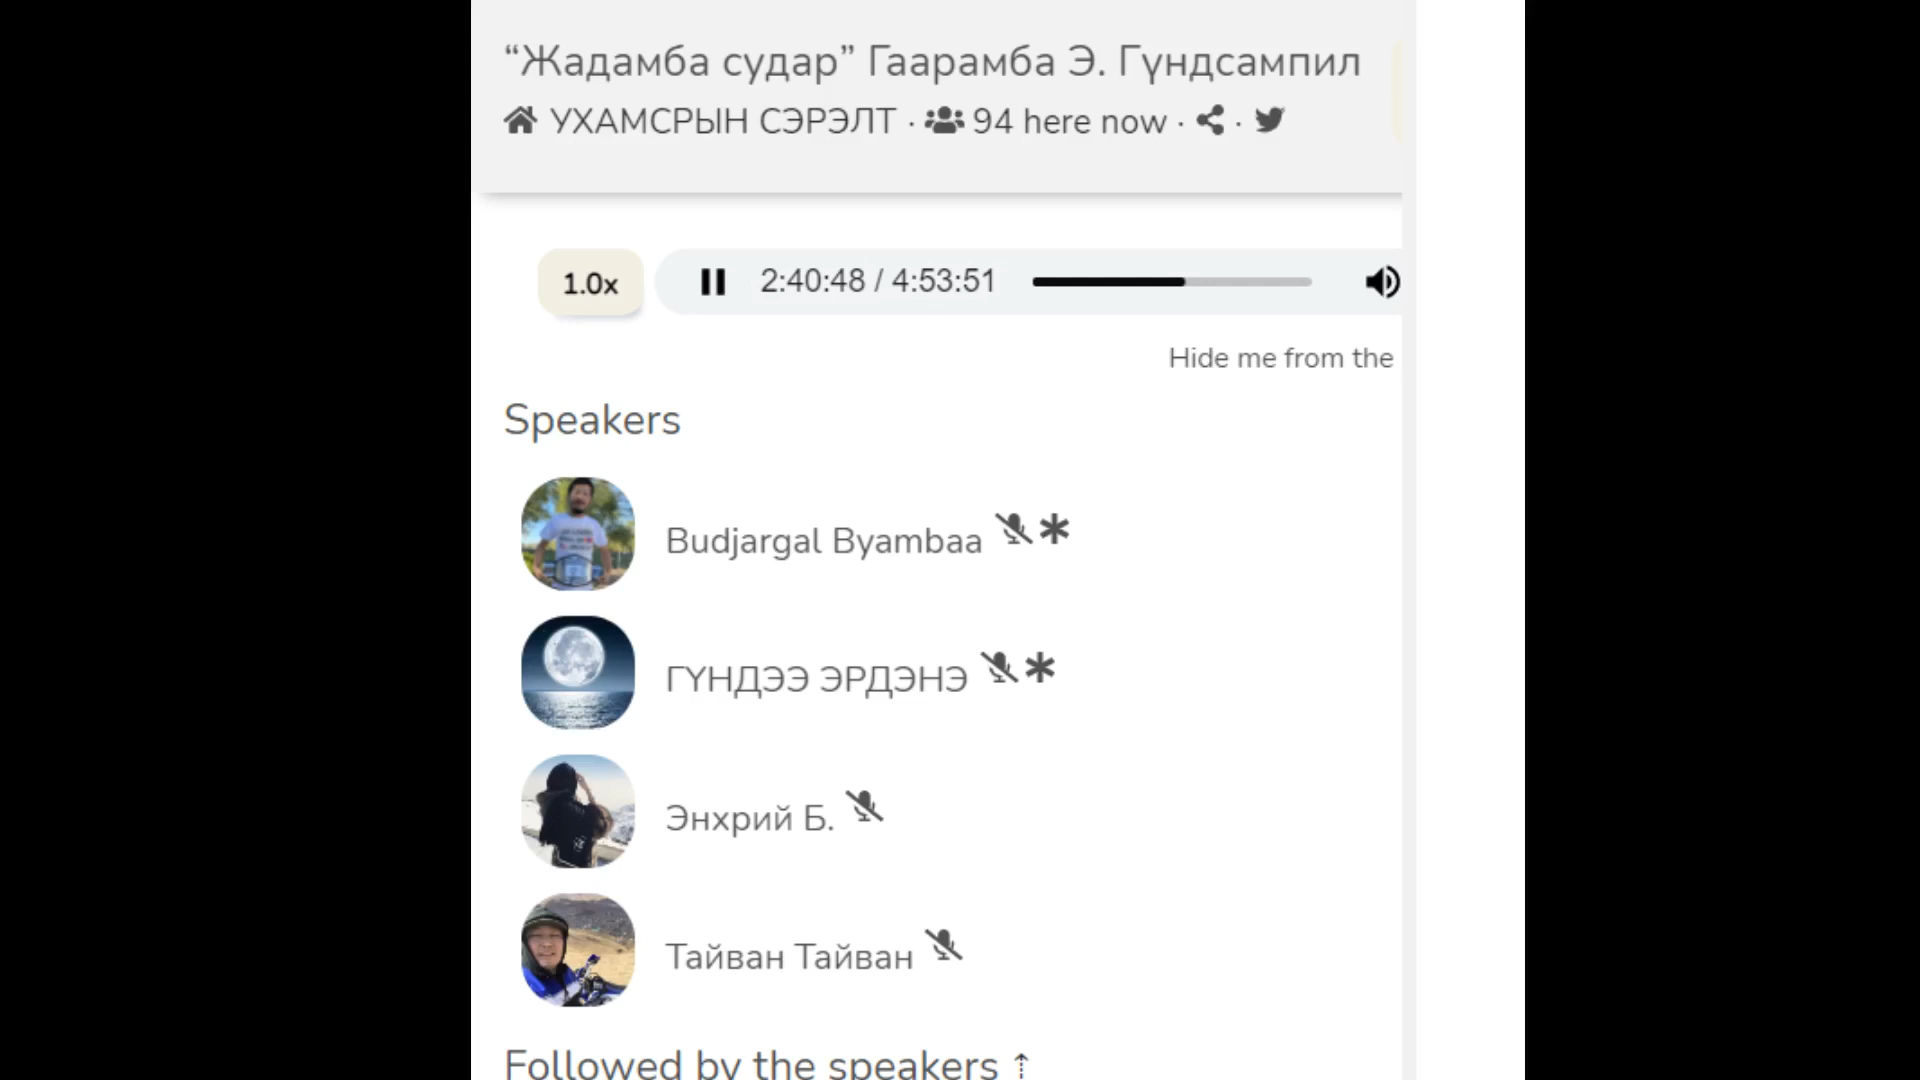 “Жадамба судар” Гаарамба Э. Гүндсампил
УХАМСРЫН СЭРЭЛТ · 94 here now · ·
1.0x
2:40:48 / 4:53:51
Hide me from the
Speakers
Budjargal Byambaa
ГҮНДЭЭ ЭРДЭНЭ
Энхрий Б.
Тайван Тайван
Followed by the speakers ⇡